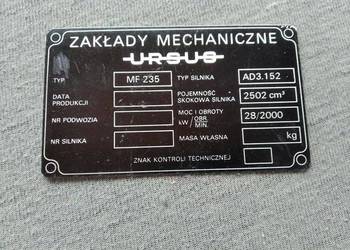 ZAKŁADY MECHANICZNE
URSUS
TYP MF 235 TYP SILNIKA AD3.152
DATA PRODUKCJI POJEMNOŚĆ SKOKOWA SILNIKA 2502 cm³
NR PODWOZIA MOC I OBROTY kW/OBR. MIN. 28/2000
NR SILNIKA MASA WŁASNA kg
ZNAK KONTROLI TECHNICZNEJ